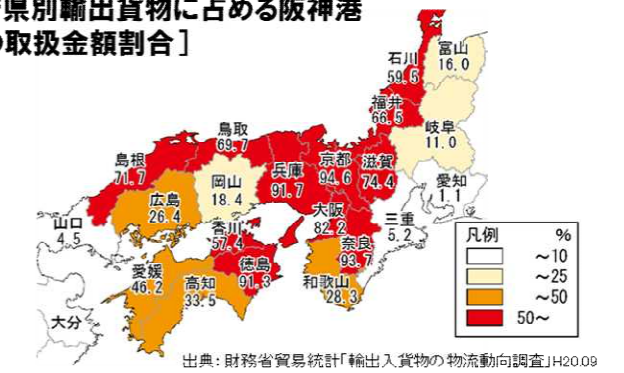 県別輸出貨物に占める阪神港
の取扱金額割合］
富山
16.0
石川
59.5
福井
66.5
岐阜
11.0
鳥取
69.7
島根
71.7
兵庫
91.7
京都
94.6
滋賀
74.4
岡山
18.4
広島
26.4
愛知
1.1
山口
4.5
大阪
82.2
三重
5.2
香川
57.4
奈良
93.7
徳島
91.3
愛媛
46.2
高知
33.5
和歌山
28.3
大分
凡例 %
～10
～25
～50
50～
出典：財務省貿易統計「輸出入貨物の物流動向調査」H20.09